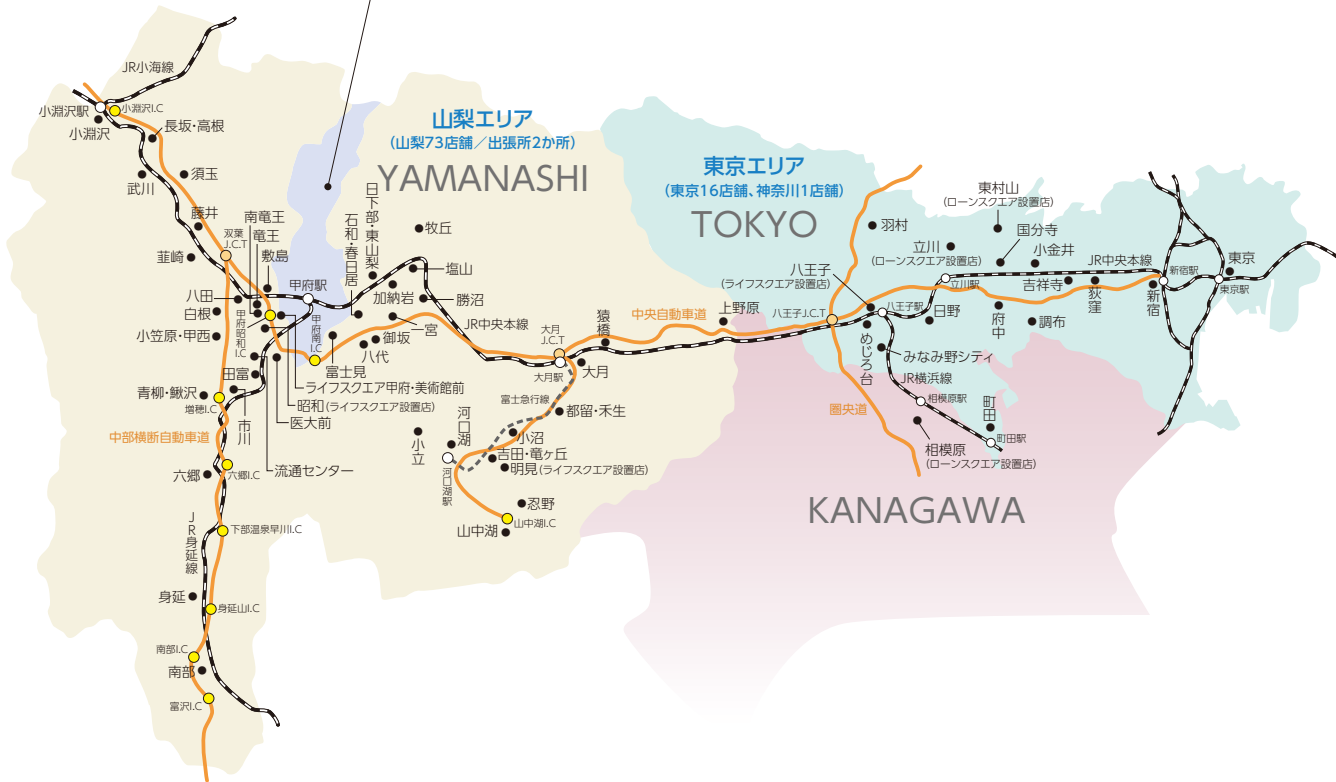 JR小海線
小淵沢駅
小淵沢I.C
小淵沢
長坂・高根
武川
須玉
藤井
双葉
J.C.T
韮崎
南竜王
竜王
敷島
八田
白根
小笠原・甲西
甲府昭和I.C
田富
青柳・鰍沢
増穂I.C
市川
中部横断自動車道
六郷
六郷I.C
JR身延線
下部温泉早川I.C
身延
身延山I.C
南部I.C
南部
富沢I.C
山梨エリア
(山梨73店舗/出張所2か所)
YAMANASHI
甲府駅
甲府南I.C
石和・春日居
日下部・東山梨
牧丘
塩山
加納岩
勝沼
一宮
御坂
八代
富士見
ライフスクエア甲府・美術館前
昭和(ライフスクエア設置店)
医大前
流通センター
JR中央本線
大月
J.C.T
大月駅
猿橋
大月
富士急行線
都留・禾生
小沼
河口湖
小立
河口湖駅
吉田・竜ヶ丘
明見(ライフスクエア設置店)
忍野
山中湖I.C
山中湖
中央自動車道
上野原
東京エリア
(東京16店舗、神奈川1店舗)
TOKYO
羽村
八王子
(ライフスクエア設置店)
八王子J.C.T
八王子駅
立川
(ローンスクエア設置店)
立川駅
東村山
(ローンスクエア設置店)
国分寺
小金井
JR中央本線
吉祥寺
荻窪
新宿駅
新宿
東京
東京駅
日野
府中
調布
めじろ台
みなみ野シティ
JR横浜線
相模原駅
町田
町田駅
圏央道
相模原
(ローンスクエア設置店)
KANAGAWA